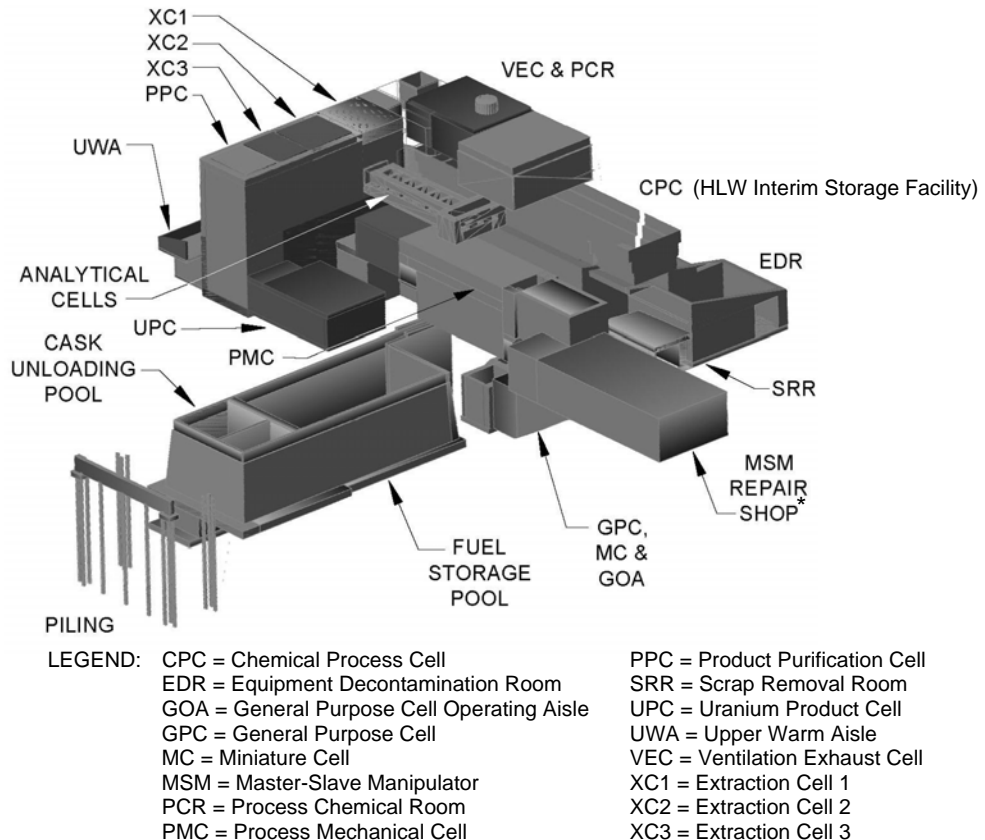 XC1
XC2
XC3
PPC
VEC & PCR
UWA
CPC (HLW Interim Storage Facility)
EDR
ANALYTICAL
CELLS
UPC
CASK
UNLOADING
POOL
PMC
SRR
MSM
REPAIR
SHOP*
GPC,
MC &
GOA
FUEL
STORAGE
POOL
PILING
LEGEND:
CPC = Chemical Process Cell
EDR = Equipment Decontamination Room
GOA = General Purpose Cell Operating Aisle
GPC = General Purpose Cell
MC = Miniature Cell
MSM = Master-Slave Manipulator
PCR = Process Chemical Room
PMC = Process Mechanical Cell
PPC = Product Purification Cell
SRR = Scrap Removal Room
UPC = Uranium Product Cell
UWA = Upper Warm Aisle
VEC = Ventilation Exhaust Cell
XC1 = Extraction Cell 1
XC2 = Extraction Cell 2
XC3 = Extraction Cell 3